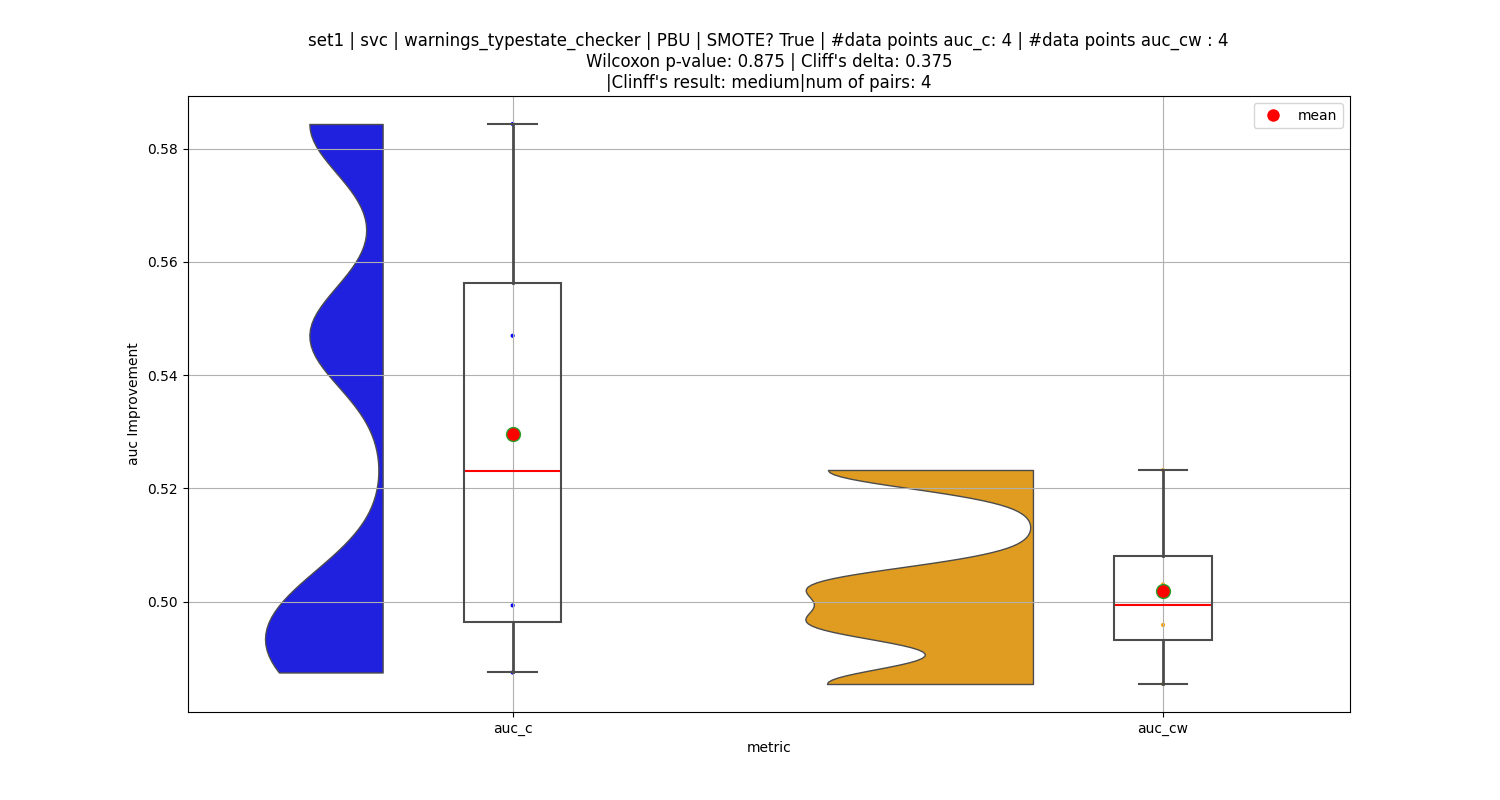 set1 | svc | warnings_typestate_checker | PBU | SMOTE? True | #data points auc_c: 4 | #data points auc_cw : 4
Wilcoxon p-value: 0.875 | Cliff's delta: 0.375
|Clinff's result: medium|num of pairs: 4
mean
auc Improvement
0.58
0.56
0.54
0.52
0.50
auc_c
auc_cw
metric